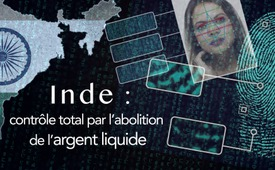 Inde :
contrôle total par l'abolition
de l'argent liquide